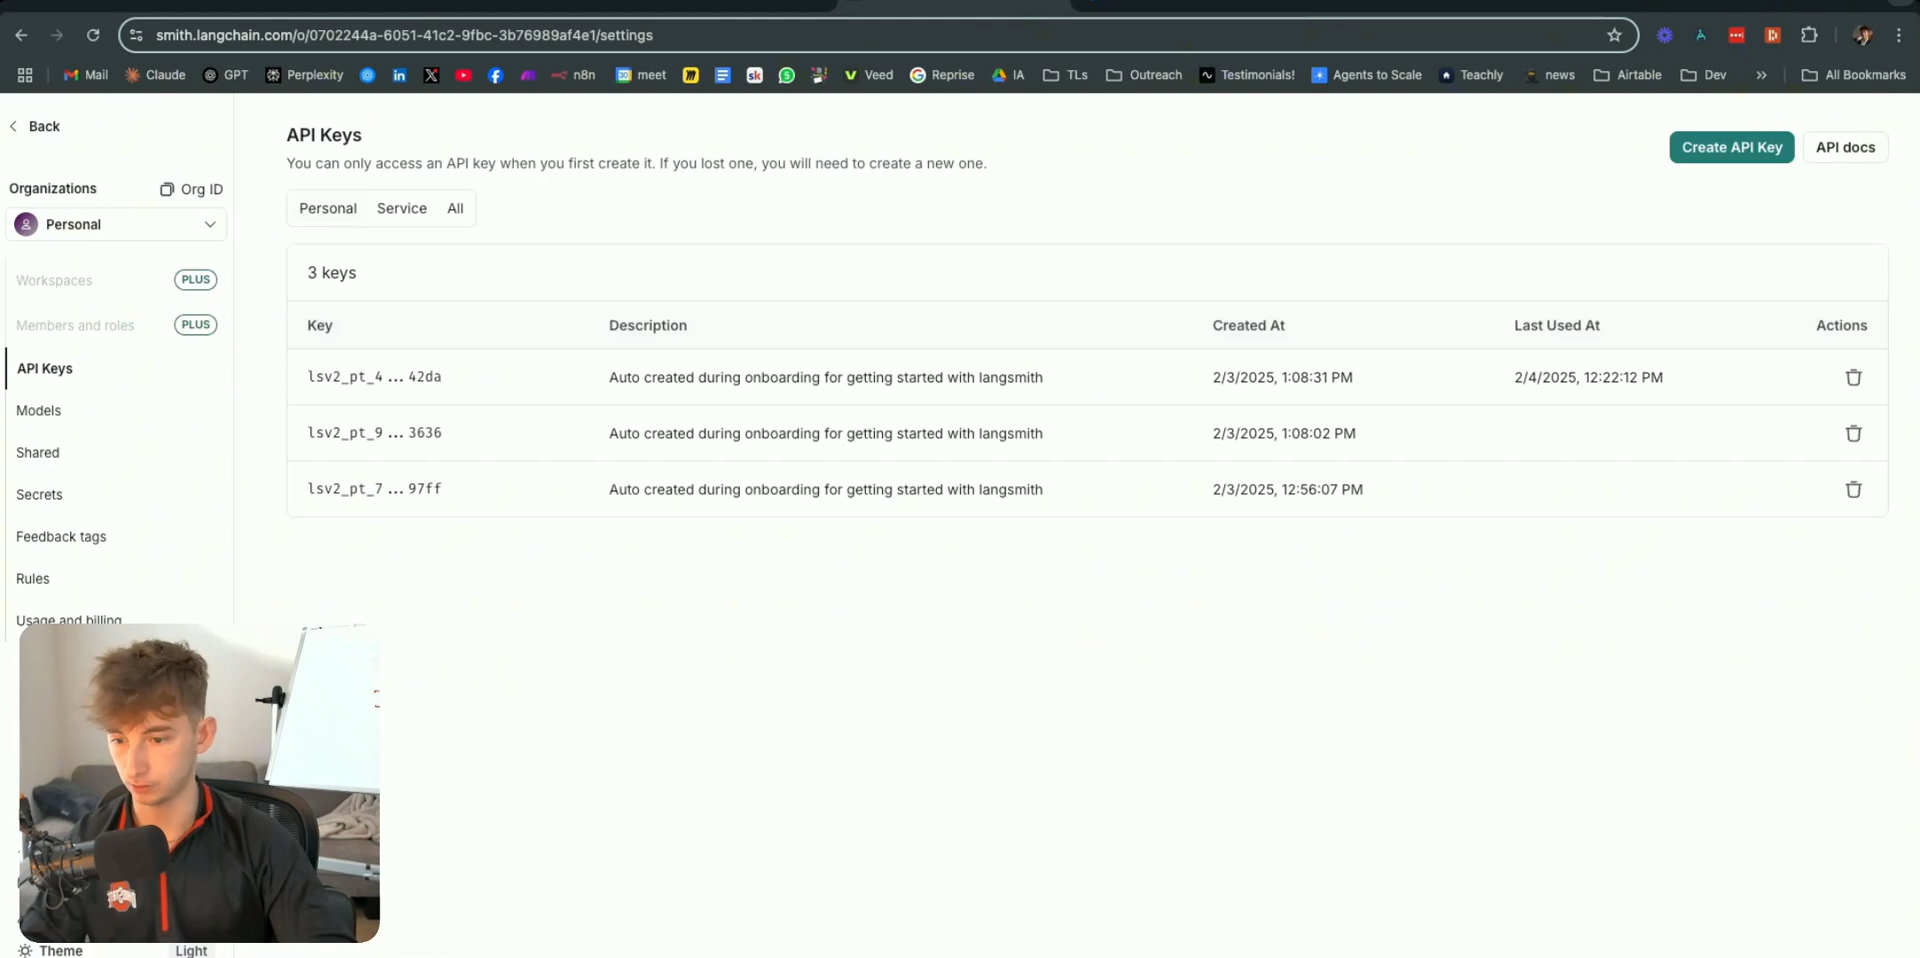 smith.langchain.com/o/0702244a-6051-41c2-9fbc-3b76989af4e1/settings
Mail Claude GPT Perplexity n8n meet Veed Reprise IA TLs Outreach Testimonials! Agents to Scale Teachly news Airtable Dev » All Bookmarks
Back
Organizations Org ID
Personal
Workspaces PLUS
Members and roles PLUS
API Keys
Models
Shared
Secrets
Feedback tags
Rules
Usage and billing
Theme Light
API Keys
You can only access an API key when you first create it. If you lost one, you will need to create a new one.
Create API Key API docs
Personal Service All
3 keys
Key Description Created At Last Used At Actions
lsv2_pt_4...42da Auto created during onboarding for getting started with langsmith 2/3/2025, 1:08:31 PM 2/4/2025, 12:22:12 PM
lsv2_pt_9...3636 Auto created during onboarding for getting started with langsmith 2/3/2025, 1:08:02 PM
lsv2_pt_7...97ff Auto created during onboarding for getting started with langsmith 2/3/2025, 12:56:07 PM